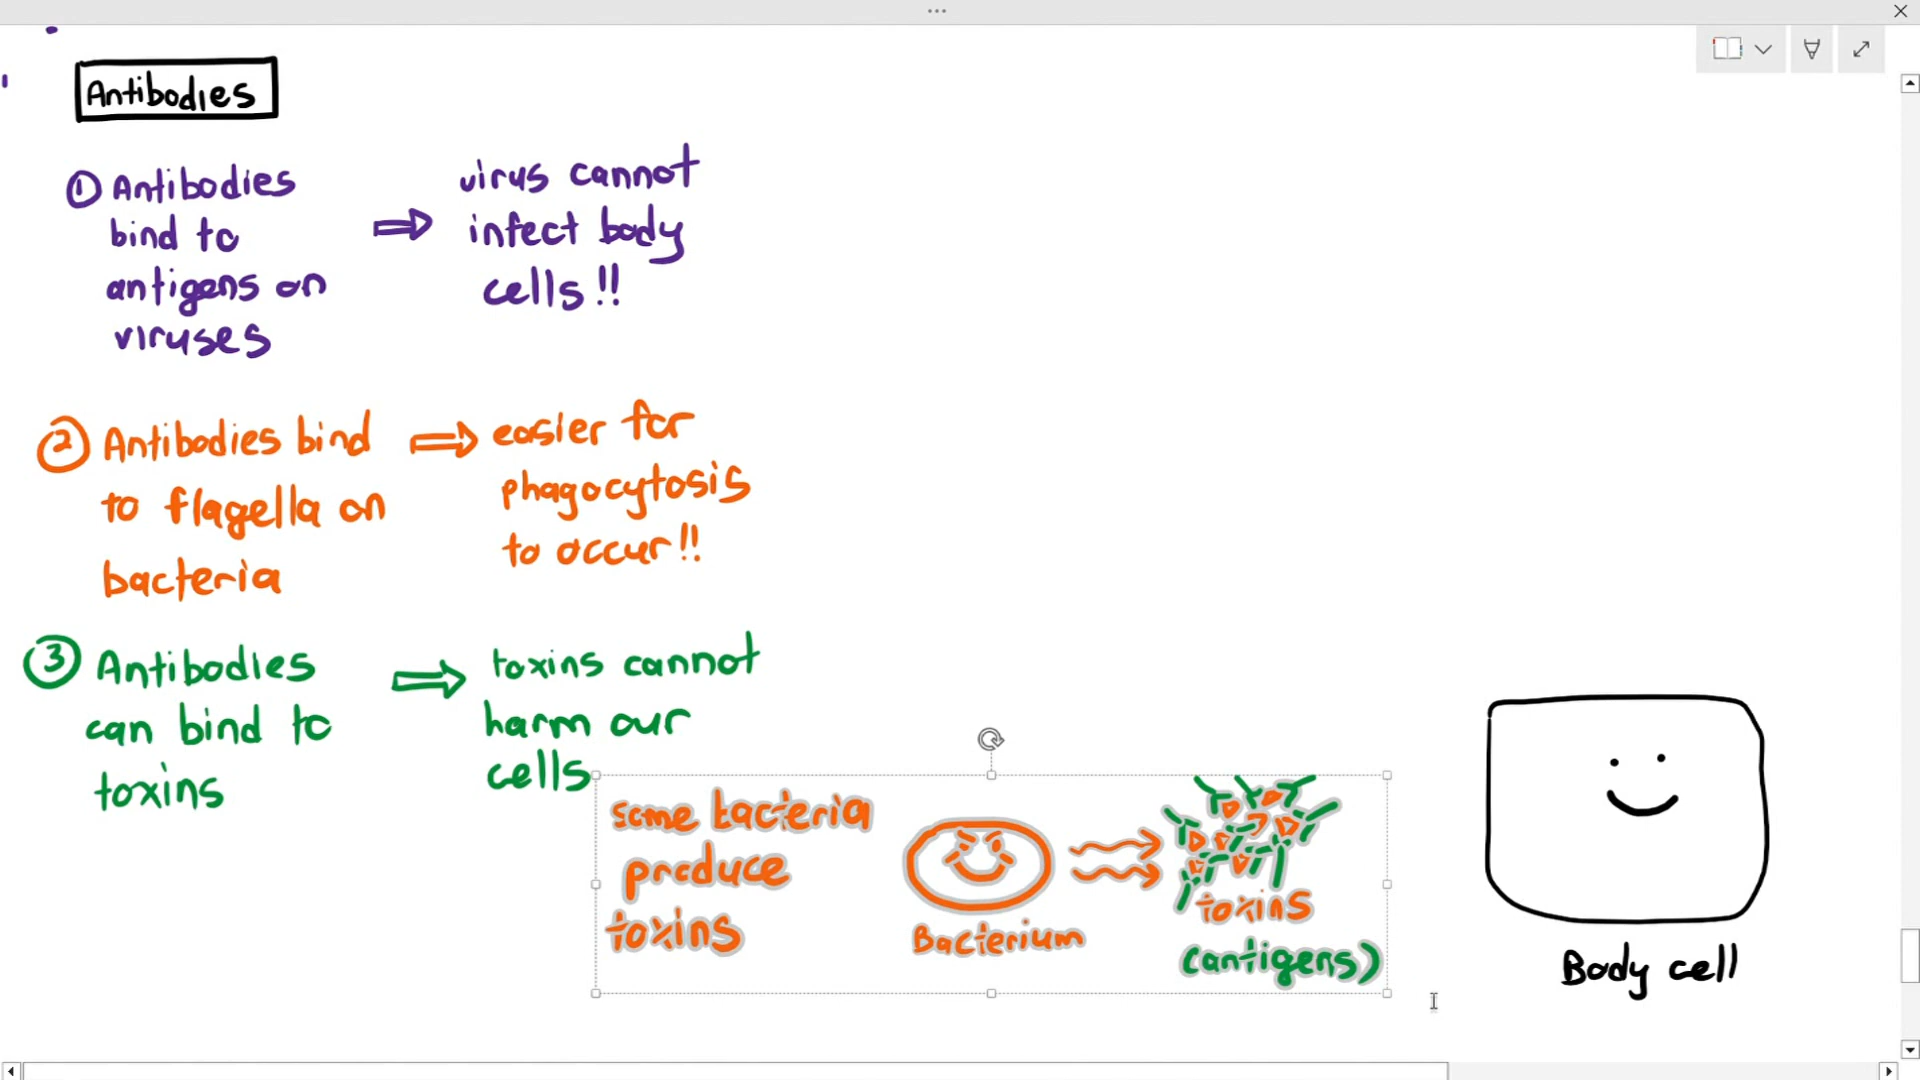 Antibodies
① Antibodies
bind to
antigens on
viruses
⇒
virus cannot
infect body
cells!!
② Antibodies bind
to flagella on
bacteria
⇒
easier for
phagocytosis
to occur!!
③ Antibodies
can bind to
toxins
⇒
toxins cannot
harm our
cells
some bacteria
produce
toxins
Bacterium
toxins
(antigens)
Body cell